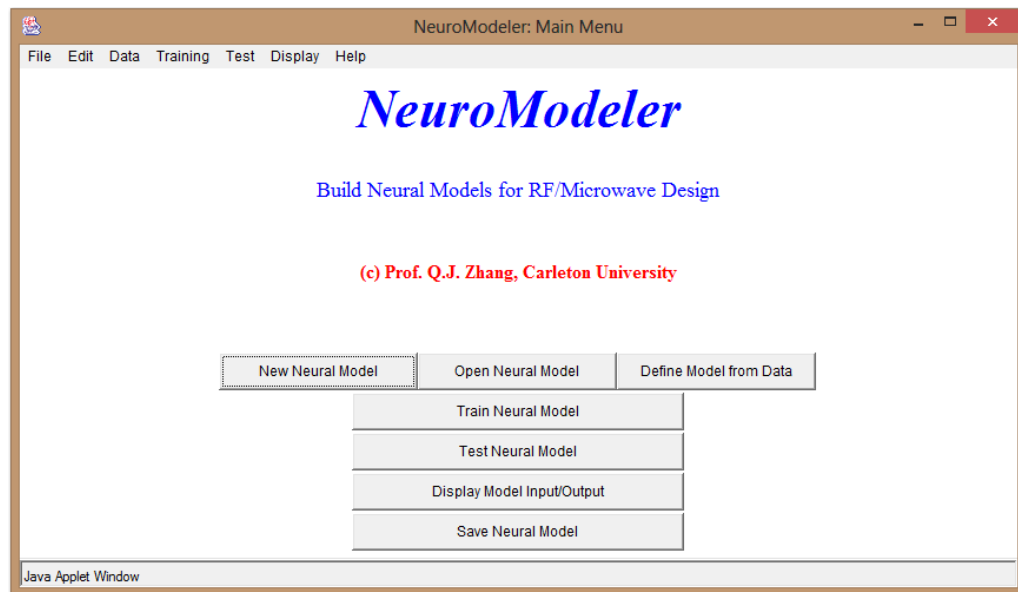 NeuroModeler: Main Menu
File Edit Data Training Test Display Help
NeuroModeler
Build Neural Models for RF/Microwave Design
(c) Prof. Q.J. Zhang, Carleton University
New Neural Model Open Neural Model Define Model from Data
Train Neural Model
Test Neural Model
Display Model Input/Output
Save Neural Model
Java Applet Window